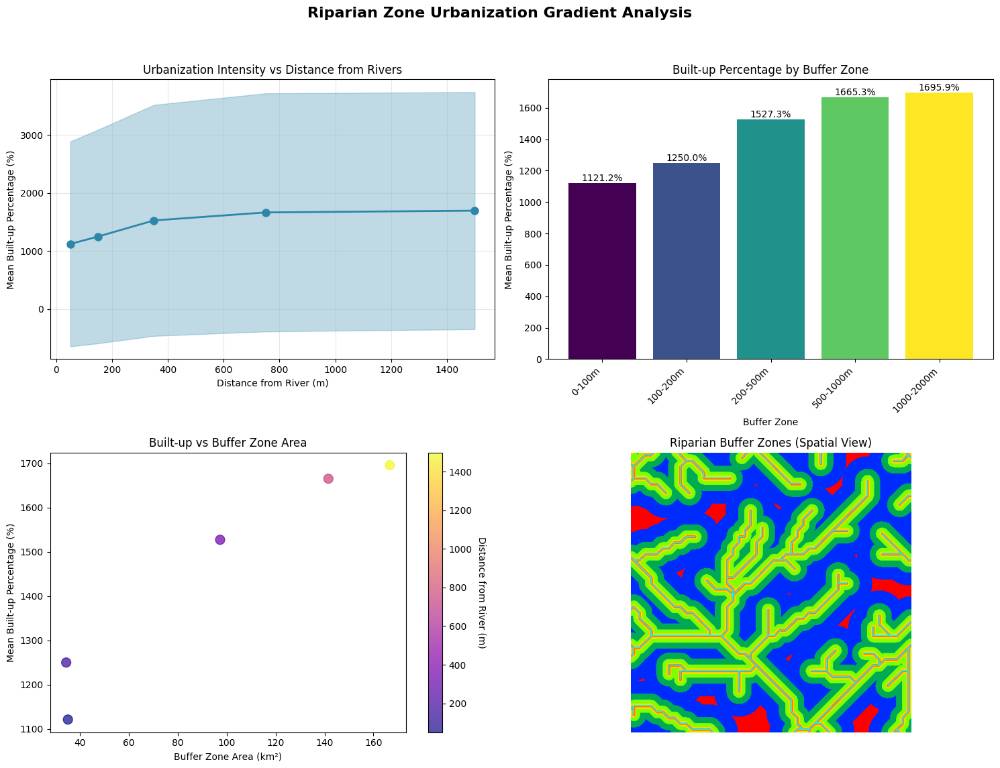 Riparian Zone Urbanization Gradient Analysis
Urbanization Intensity vs Distance from Rivers
Mean Built-up Percentage (%)
3000
2000
1000
0
0 200 400 600 800 1000 1200 1400
Distance from River (m)
Built-up Percentage by Buffer Zone
Mean Built-up Percentage (%)
1600
1400
1200
1000
800
600
400
200
0
1121.2%
1250.0%
1527.3%
1665.3%
1695.9%
0-100m
100-200m
200-500m
500-1000m
1000-2000m
Buffer Zone
Built-up vs Buffer Zone Area
Mean Built-up Percentage (%)
1700
1600
1500
1400
1300
1200
1100
40 60 80 100 120 140 160
Buffer Zone Area (km²)
1400
1200
1000
800
600
400
200
Distance from River (m)
Riparian Buffer Zones (Spatial View)